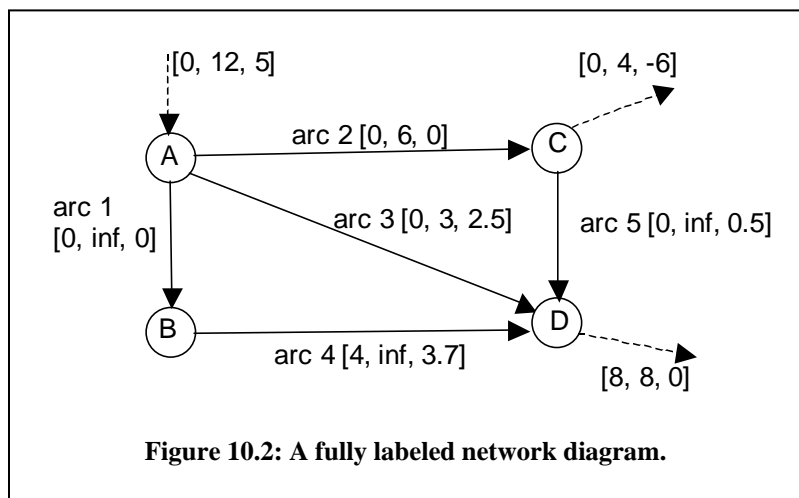 [0, 12, 5]
[0, 4, -6]
arc 2 [0, 6, 0]
A
C
arc 1
[0, inf, 0]
arc 3 [0, 3, 2.5]
arc 5 [0, inf, 0.5]
B
D
arc 4 [4, inf, 3.7]
[8, 8, 0]
Figure 10.2: A fully labeled network diagram.